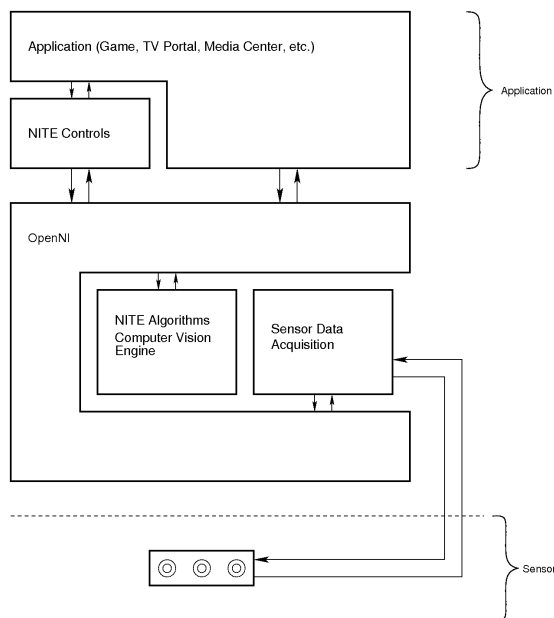 Application (Game, TV Portal, Media Center, etc.)
Application
NITE Controls
OpenNI
NITE Algorithms
Computer Vision
Engine
Sensor Data
Acquisition
Sensor